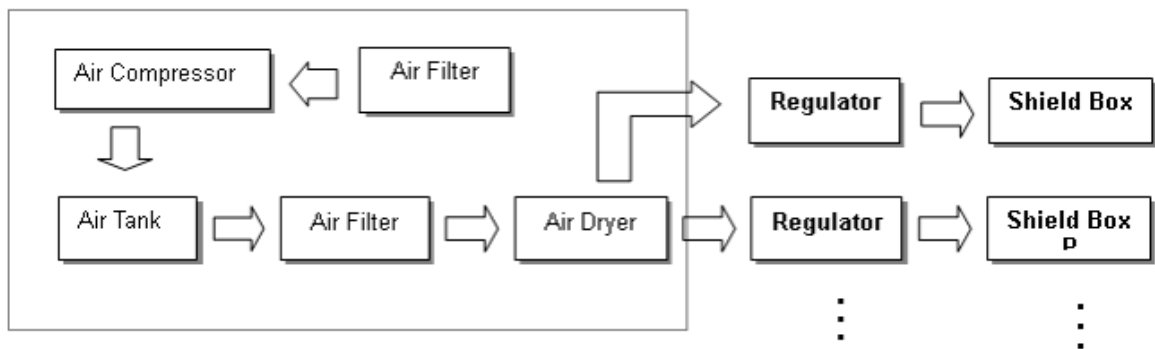 Air Compressor
Air Filter
Regulator
Shield Box
Air Tank
Air Filter
Air Dryer
Regulator
Shield Box